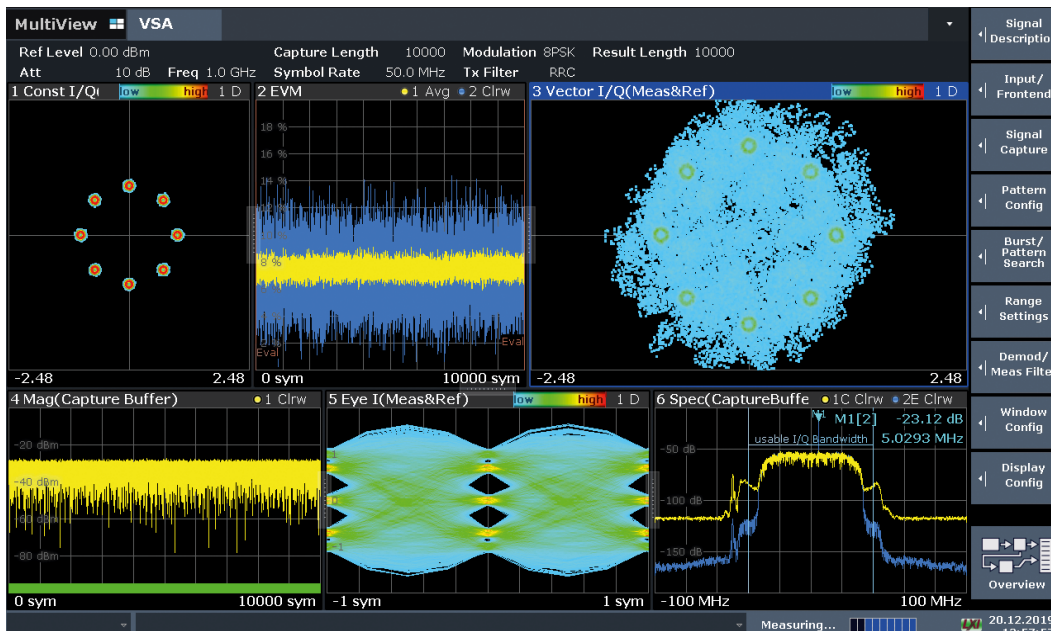 MultiView VSA
Ref Level 0.00 dBm Capture Length 10000 Modulation 8PSK Result Length 10000
Att 10 dB Freq 1.0 GHz Symbol Rate 50.0 MHz Tx Filter RRC
1 Const I/Q( low high 1 D
-2.48 2.48
2 EVM 1 Avg 2 Clrw
18 %
16 %
14 %
8 %
Eval Eval
0 sym 10000 sym
3 Vector I/Q(Meas&Ref) low high 1 D
-2.48 2.48
4 Mag(Capture Buffer) 1 Clrw
-20 dBm
-40 dBm
-60 dBm
-80 dBm
0 sym 10000 sym
5 Eye I(Meas&Ref) low high 1 D
1
-1
-1 sym 1 sym
6 Spec(CaptureBuffe 1C Clrw 2E Clrw
M1[2] -23.12 dB
usable I/Q Bandwidth 5.0293 MHz
-50 dB
-100 dB
-150 dB
-100 MHz 100 MHz
Signal
Descriptio
Input/
Frontend
Signal
Capture
Pattern
Config
Burst/
Pattern
Search
Range
Settings
Demod/
Meas Filte
Window
Config
Display
Config
Overview
Measuring...
20.12.2019